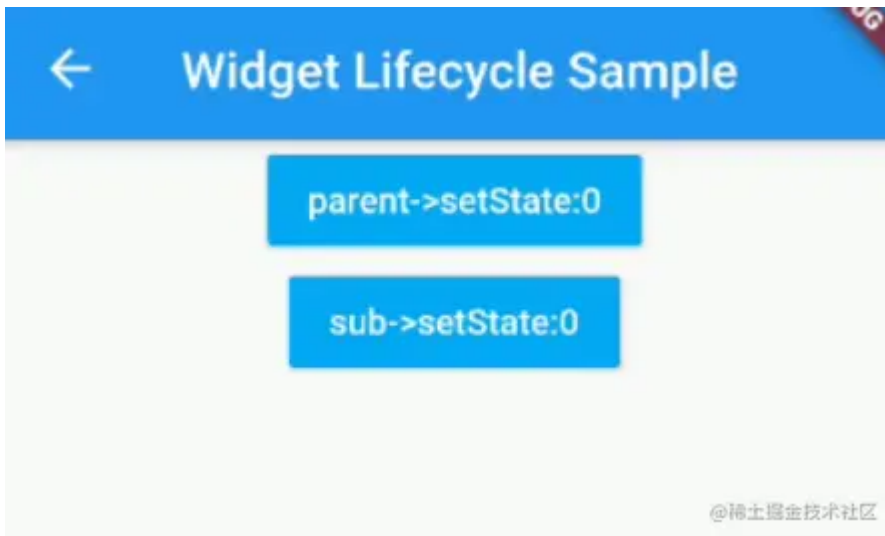 Widget Lifecycle Sample
parent->setState:0
sub->setState:0
@稀土掘金技术社区